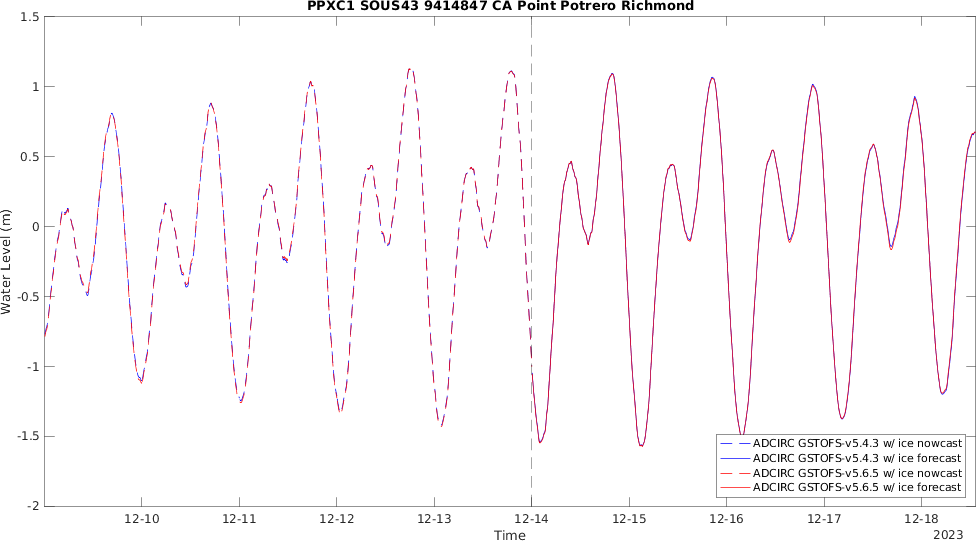 PPXC1 SOUS43 9414847 CA Point Potrero Richmond
1.5
1
0.5
0
-0.5
-1
-1.5
-2
Water Level (m)
12-10 12-11 12-12 12-13 12-14 12-15 12-16 12-17 12-18
Time
2023
ADCIRC GSTOFS-v5.4.3 w/ ice nowcast
ADCIRC GSTOFS-v5.4.3 w/ ice forecast
ADCIRC GSTOFS-v5.6.5 w/ ice nowcast
ADCIRC GSTOFS-v5.6.5 w/ ice forecast